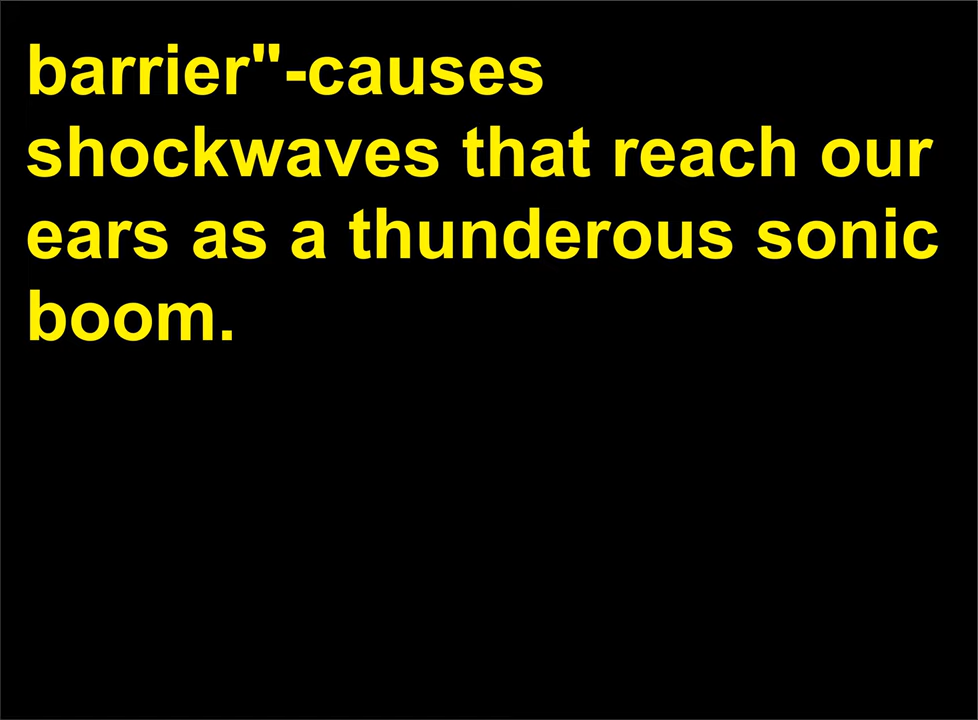 barrier"-causes
shockwaves that reach our
ears as a thunderous sonic
boom.